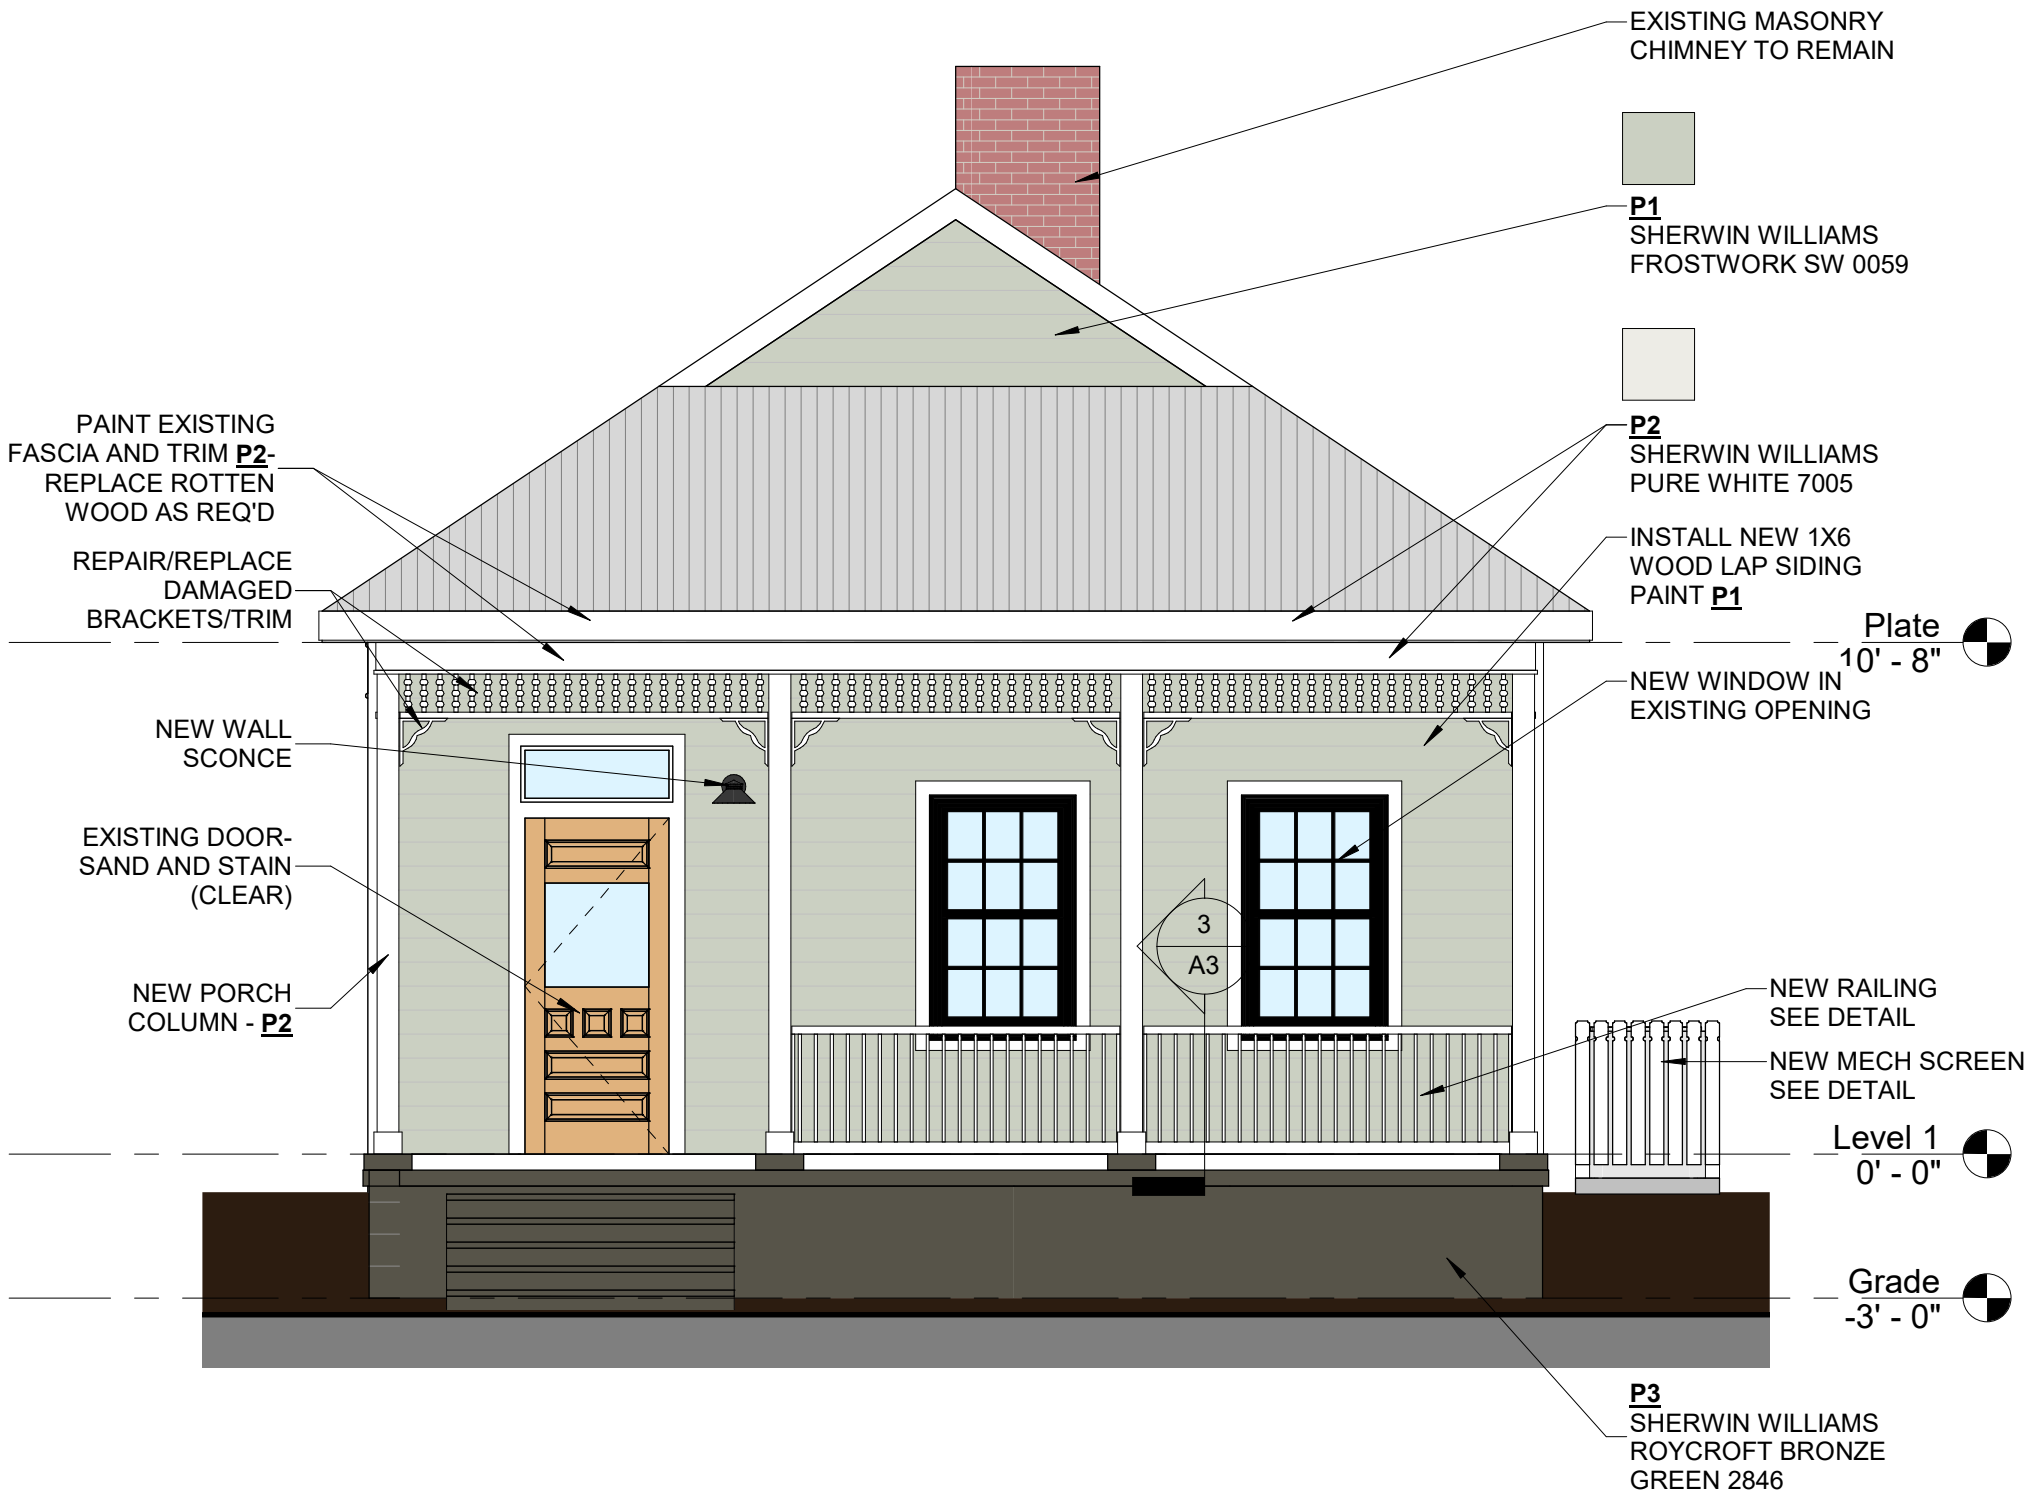 EXISTING MASONRY
CHIMNEY TO REMAIN
P1
SHERWIN WILLIAMS
FROSTWORK SW 0059
P2
SHERWIN WILLIAMS
PURE WHITE 7005
INSTALL NEW 1X6
WOOD LAP SIDING
PAINT P1
Plate
10' - 8"
NEW WINDOW IN
EXISTING OPENING
PAINT EXISTING
FASCIA AND TRIM P2-
REPLACE ROTTEN
WOOD AS REQ'D
REPAIR/REPLACE
DAMAGED
BRACKETS/TRIM
NEW WALL
SCONCE
EXISTING DOOR-
SAND AND STAIN
(CLEAR)
NEW PORCH
COLUMN - P2
3
A3
NEW RAILING
SEE DETAIL
NEW MECH SCREEN
SEE DETAIL
Level 1
0' - 0"
Grade
-3' - 0"
P3
SHERWIN WILLIAMS
ROYCROFT BRONZE
GREEN 2846